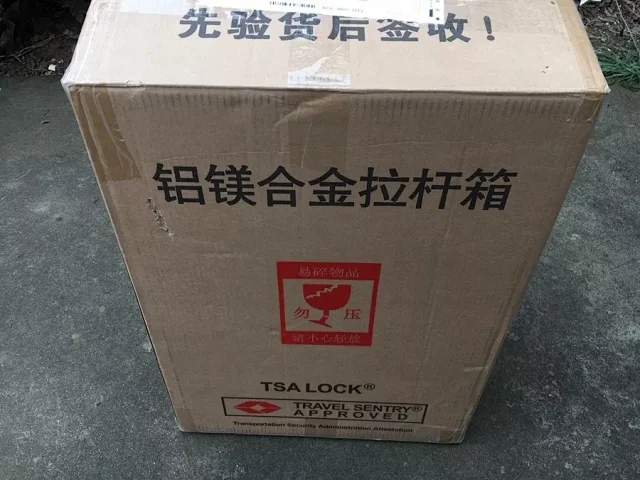 先验货后签收！
铝镁合金拉杆箱
易碎物品
勿 压
请小心轻放
TSA LOCK®
TRAVEL SENTRY®
APPROVED
Transportation Security Administration Attestation